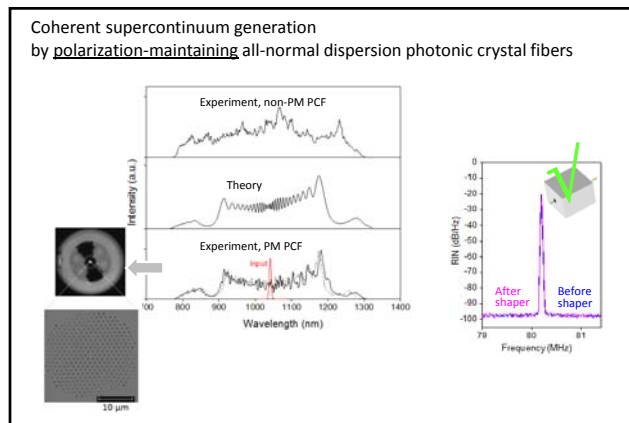 Coherent supercontinuum generation
by polarization-maintaining all-normal dispersion photonic crystal fibers
Experiment, non-PM PCF
Theory
Experiment, PM PCF
Input
Intensity (a.u.)
700 800 900 1000 1100 1200 1300 1400
Wavelength (nm)
10 µm
0
-10
-20
-30
-40
-50
-60
-70
-80
-90
-100
RIN (dB/Hz)
After
shaper
Before
shaper
79 80 81
Frequency (MHz)